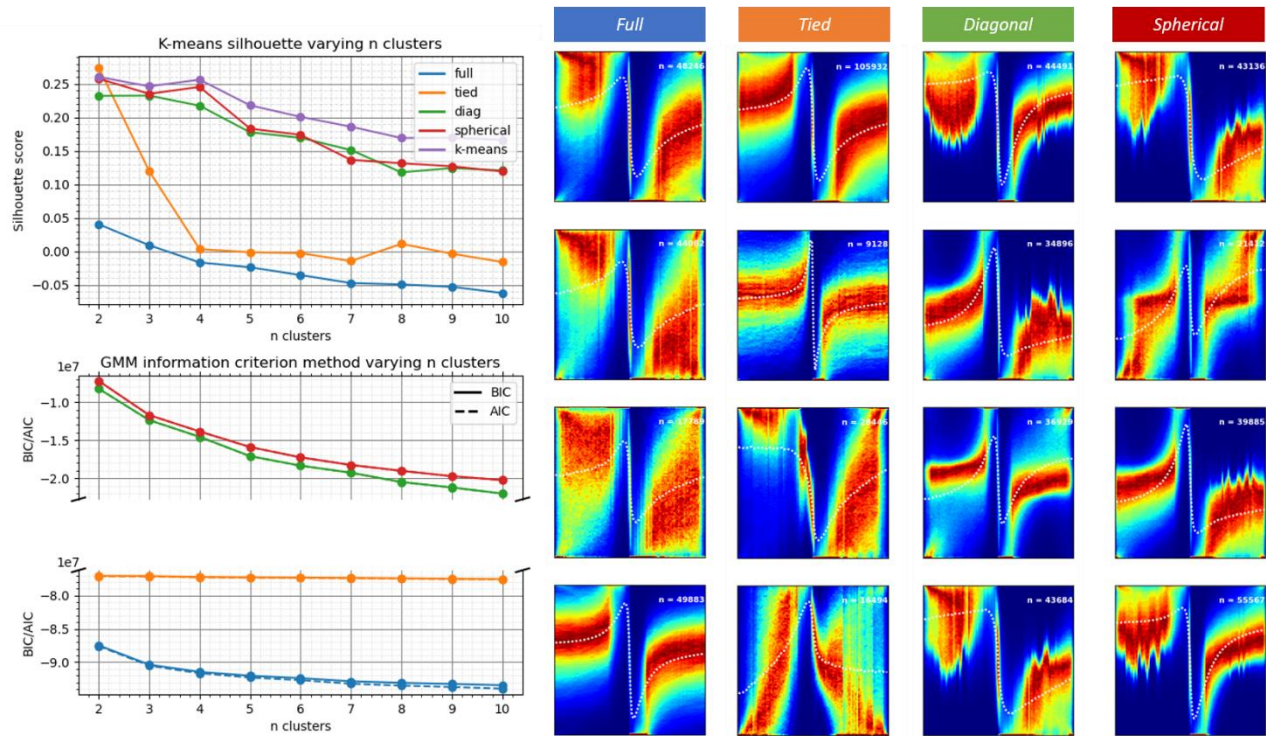 K-means silhouette varying n clusters
Silhouette score
0.25
0.20
0.15
0.10
0.05
0.00
−0.05
full
tied
diag
spherical
k-means
2 3 4 5 6 7 8 9 10
n clusters
GMM information criterion method varying n clusters
1e7
BIC/AIC
−1.0
−1.5
−2.0
BIC
AIC
1e7
BIC/AIC
−8.0
−8.5
−9.0
2 3 4 5 6 7 8 9 10
n clusters
Full Tied Diagonal Spherical
n = 48246 n = 105932 n = 44491 n = 43136
n = n = 9128 n = 34896 n =
n = n = n = n = 39885
n = 49883 n = 16494 n = 43684 n = 55567